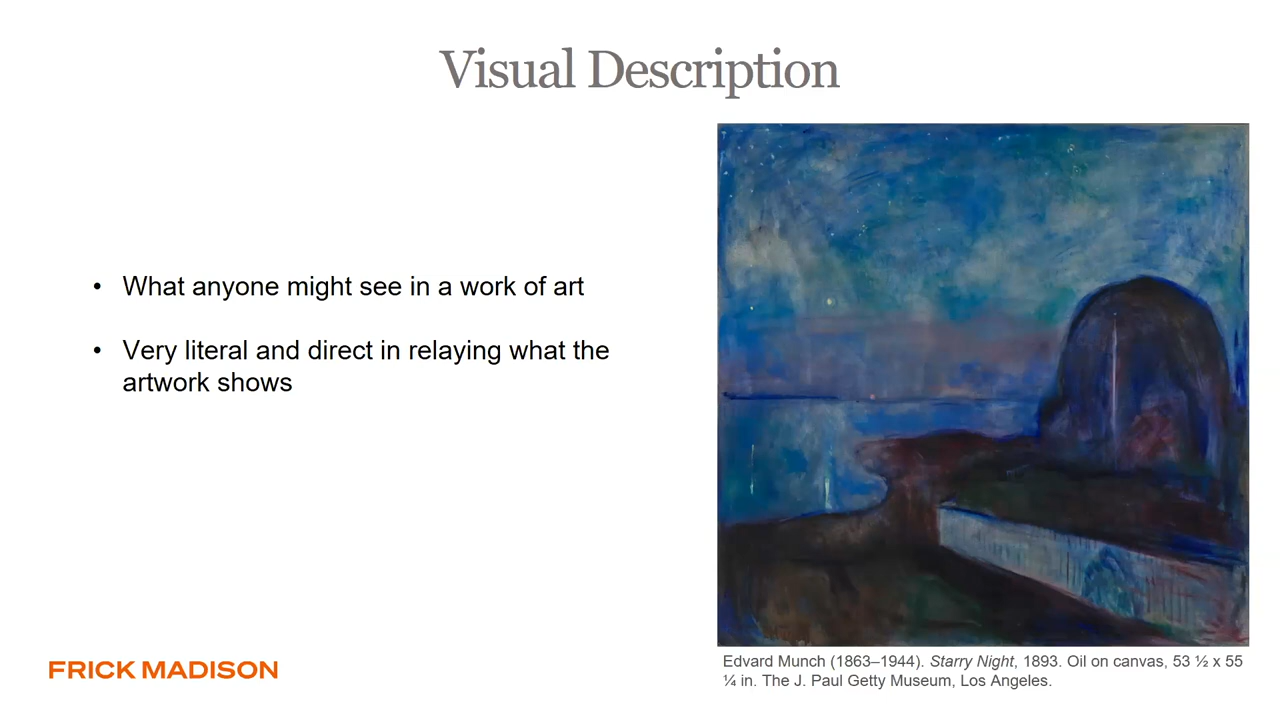 Visual Description
• What anyone might see in a work of art
• Very literal and direct in relaying what the
artwork shows
FRICK MADISON
Edvard Munch (1863–1944). Starry Night, 1893. Oil on canvas, 53 ½ x 55
¼ in. The J. Paul Getty Museum, Los Angeles.